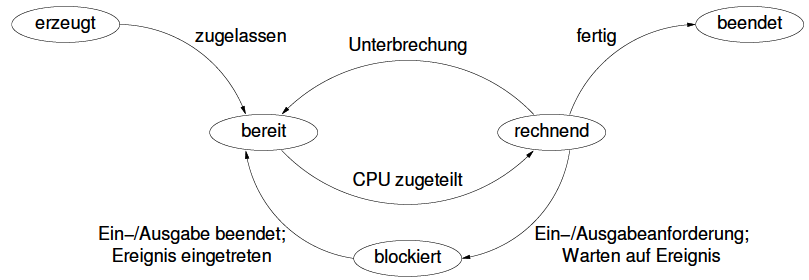 erzeugt
beendet
zugelassen
Unterbrechung
fertig
bereit
rechnend
CPU zugeteilt
Ein–/Ausgabe beendet;
Ereignis eingetreten
blockiert
Ein–/Ausgabeanforderung;
Warten auf Ereignis